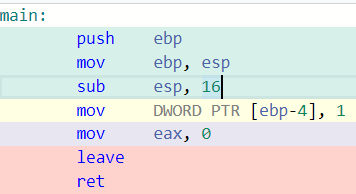 main:
push    ebp
mov     ebp, esp
sub     esp, 16
mov     DWORD PTR [ebp-4], 1
mov     eax, 0
leave
ret